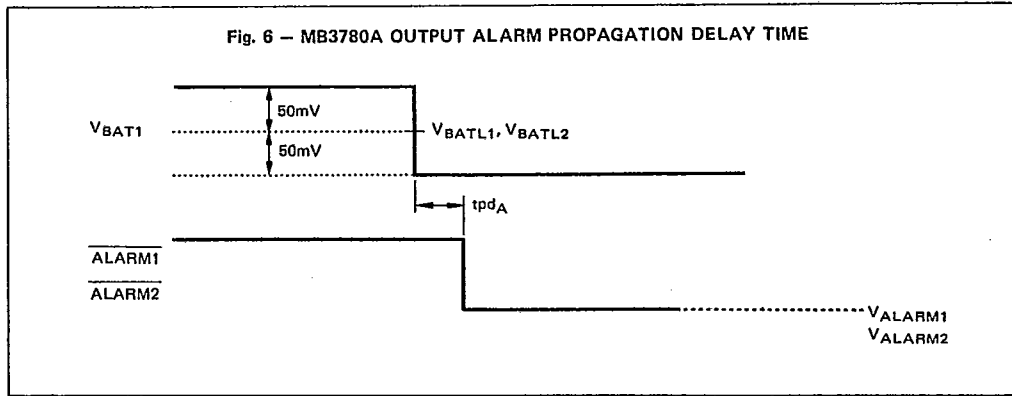 Fig. 6 – MB3780A OUTPUT ALARM PROPAGATION DELAY TIME
50mV
VBAT1
VBATL1, VBATL2
50mV
tpdA
ALARM1
ALARM2
VALARM1
VALARM2